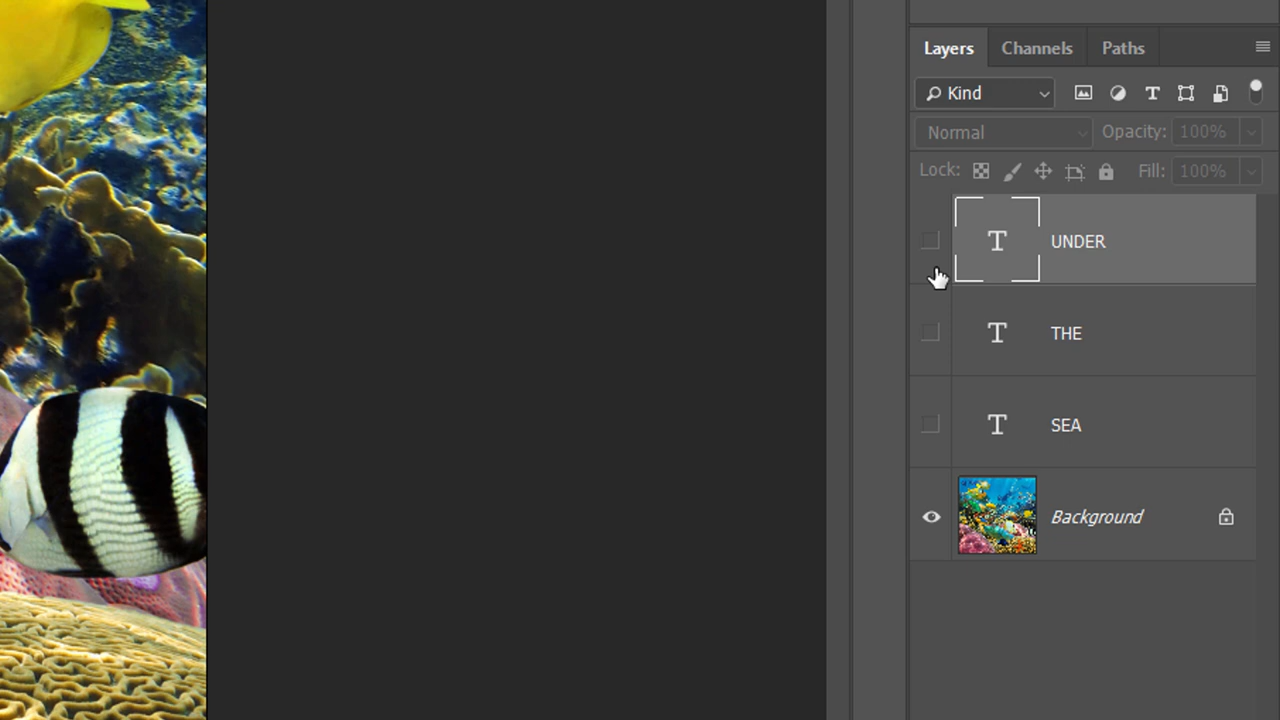 Layers Channels Paths
Kind
Normal Opacity: 100%
Lock: Fill: 100%
UNDER
THE
SEA
Background